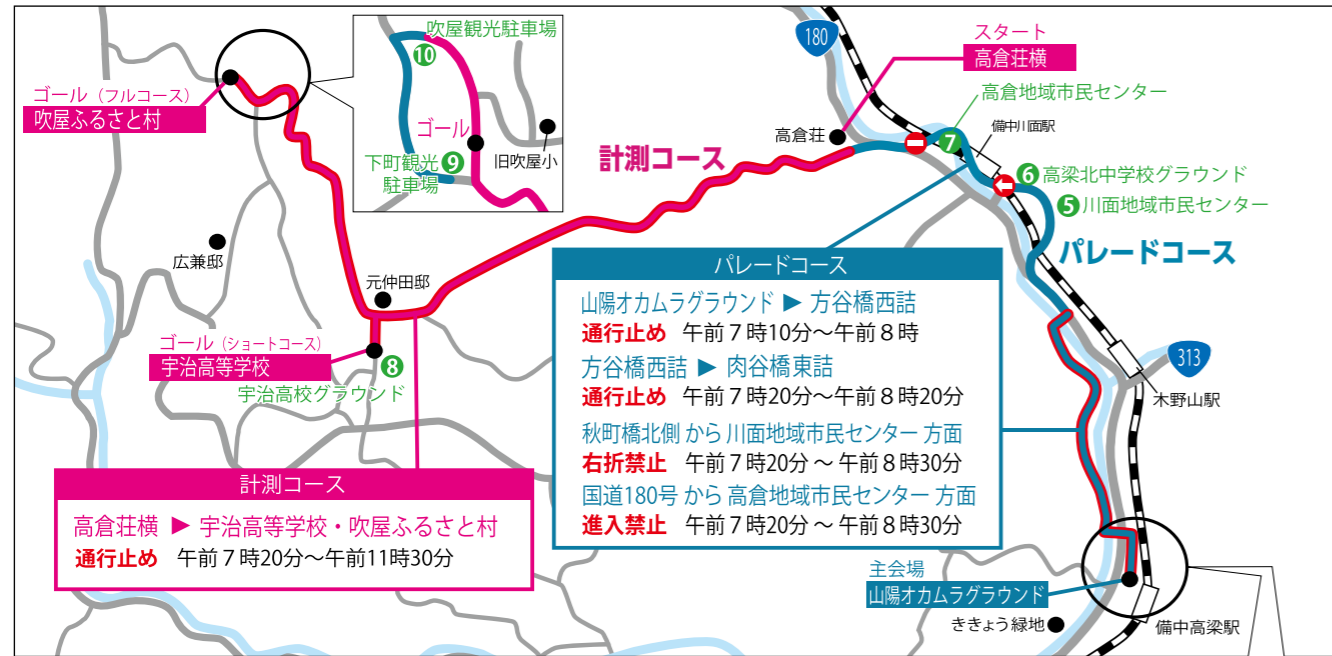 吹屋観光駐車場
10
ゴール
下町観光
駐車場
9
旧吹屋小
ゴール（フルコース）
吹屋ふるさと村
180
スタート
高倉荘横
高倉地域市民センター
7
備中川面駅
高倉荘
計測コース
6 高梁北中学校グラウンド
5 川面地域市民センター
パレードコース
広兼邸
元仲田邸
ゴール（ショートコース）
宇治高等学校
8
宇治高校グラウンド
313
木野山駅
パレードコース
山陽オカムラグラウンド ▶ 方谷橋西詰
通行止め 午前７時10分～午前８時
方谷橋西詰 ▶ 肉谷橋東詰
通行止め 午前７時20分～午前８時20分
秋町橋北側 から 川面地域市民センター 方面
右折禁止 午前７時20分 ～ 午前８時30分
国道180号 から 高倉地域市民センター 方面
進入禁止 午前７時20分 ～ 午前８時30分
計測コース
高倉荘横 ▶ 宇治高等学校・吹屋ふるさと村
通行止め 午前７時20分～午前11時30分
主会場
山陽オカムラグラウンド
ききょう緑地
備中高梁駅